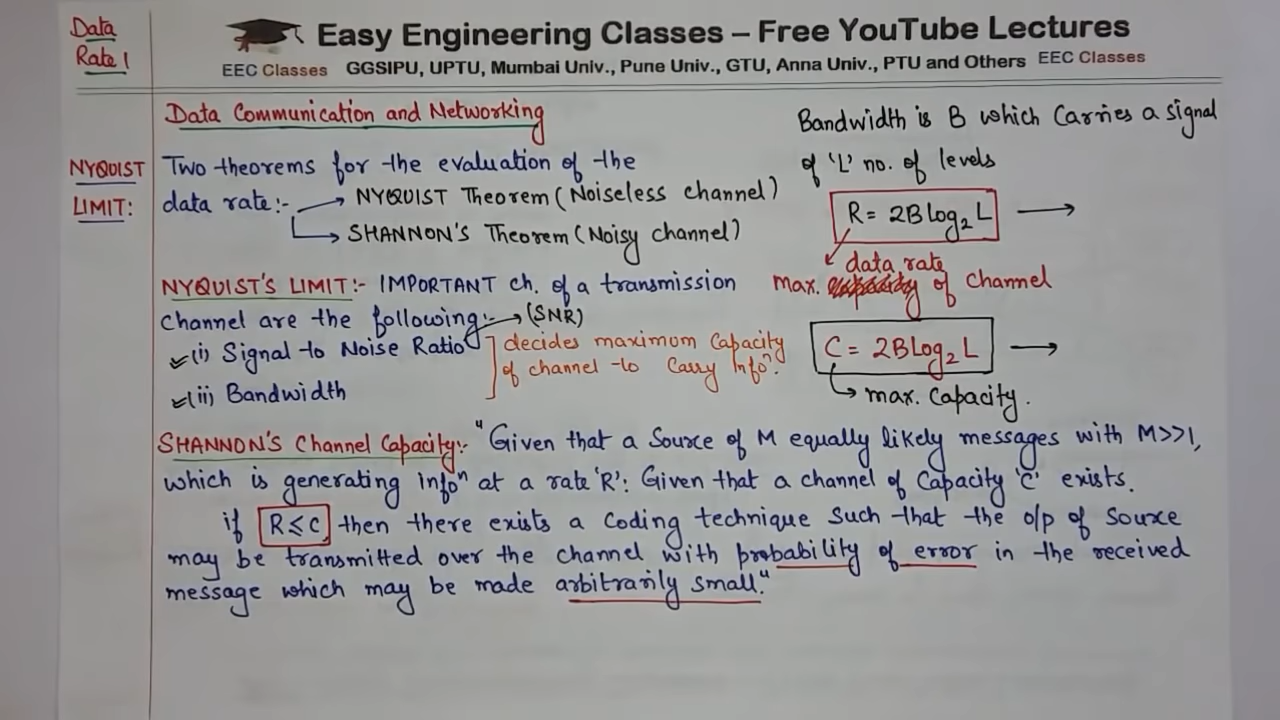 Data
Rate 1
Easy Engineering Classes – Free YouTube Lectures
EEC Classes GGSIPU, UPTU, Mumbai Univ., Pune Univ., GTU, Anna Univ., PTU and Others EEC Classes
Data Communication and Networking
NYQUIST
LIMIT:
Two theorems for the evaluation of the
data rate:-
NYQUIST Theorem (Noiseless channel)
SHANNON'S Theorem (Noisy channel)
Bandwidth is B which Carries a signal
of 'L' no. of levels
R = 2B Log₂ L
data rate
max. of channel
C = 2B Log₂ L
max. Capacity.
NYQUIST'S LIMIT:- IMPORTANT ch. of a transmission
channel are the following:-
(SNR)
(i) Signal to Noise Ratio
(ii) Bandwidth
decides maximum Capacity
of channel to Carry Infoⁿ.
SHANNON'S Channel Capacity:- "Given that a Source of M equally likely messages with M>>1,
which is generating Infoⁿ at a rate 'R': Given that a channel of Capacity 'C' exists.
if R ≤ C then there exists a Coding technique Such that the o/p of Source
may be transmitted over the channel with probability of error in the received
message which may be made arbitrarily small."